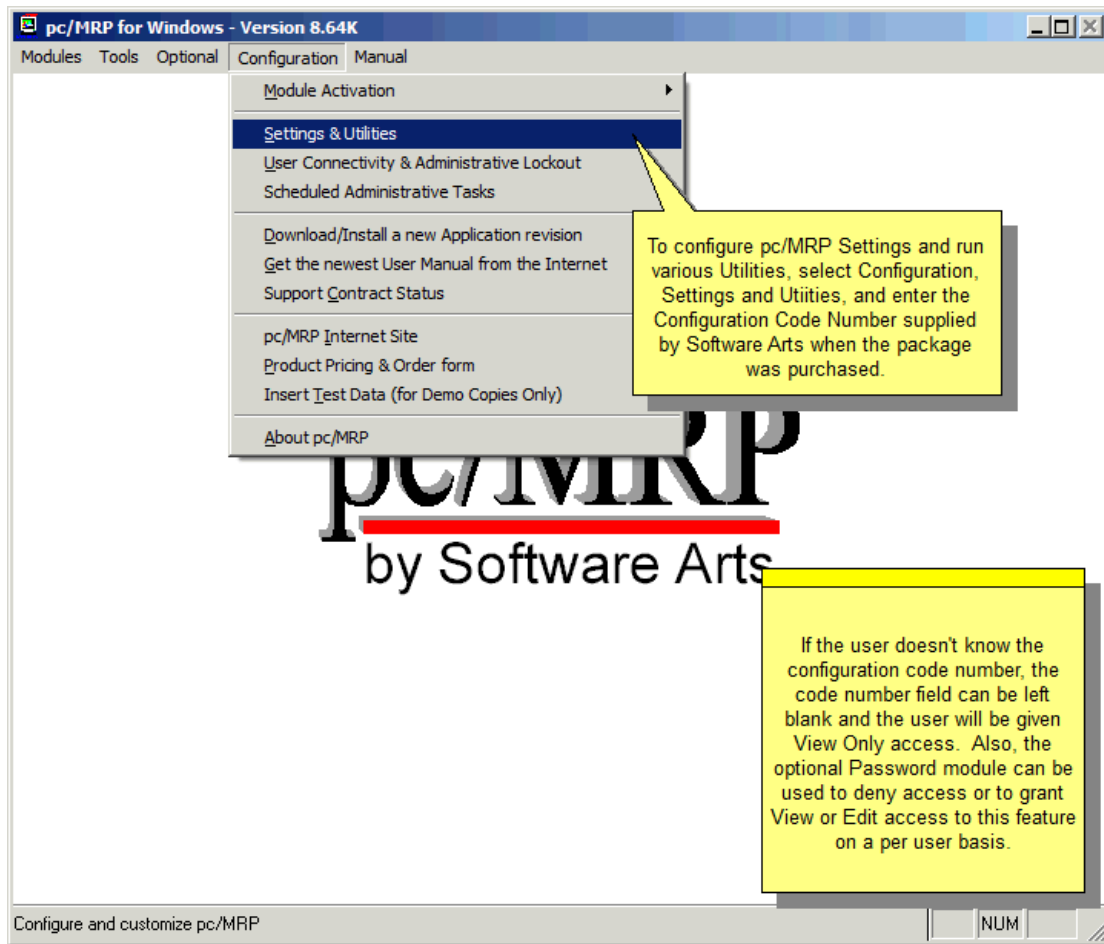 pc/MRP for Windows - Version 8.64K
Modules Tools Optional Configuration Manual
Module Activation
Settings & Utilities
User Connectivity & Administrative Lockout
Scheduled Administrative Tasks
Download/Install a new Application revision
Get the newest User Manual from the Internet
Support Contract Status
pc/MRP Internet Site
Product Pricing & Order form
Insert Test Data (for Demo Copies Only)
About pc/MRP
To configure pc/MRP Settings and run
various Utilities, select Configuration,
Settings and Utiities, and enter the
Configuration Code Number supplied
by Software Arts when the package
was purchased.
pc/MRP
by Software Arts
If the user doesn't know the
configuration code number, the
code number field can be left
blank and the user will be given
View Only access. Also, the
optional Password module can be
used to deny access or to grant
View or Edit access to this feature
on a per user basis.
Configure and customize pc/MRP
NUM